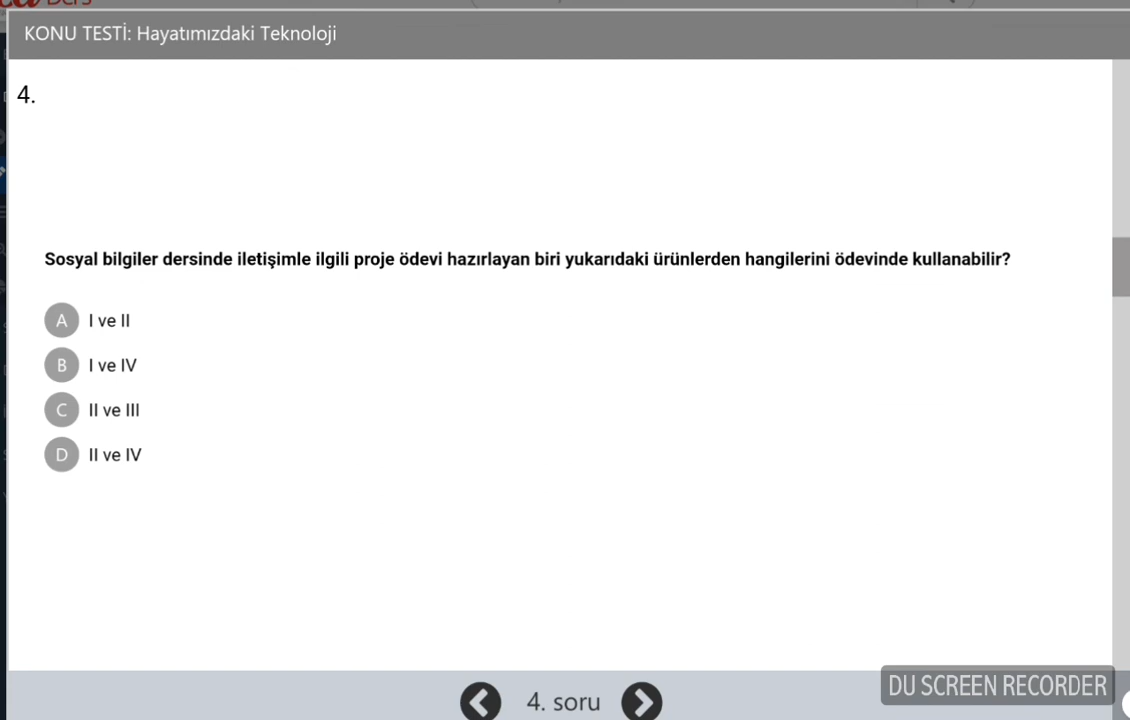 KONU TESTİ: Hayatımızdaki Teknoloji
4.
Sosyal bilgiler dersinde iletişimle ilgili proje ödevi hazırlayan biri yukarıdaki ürünlerden hangilerini ödevinde kullanabilir?
A I ve II
B I ve IV
C II ve III
D II ve IV
4. soru
DU SCREEN RECORDER